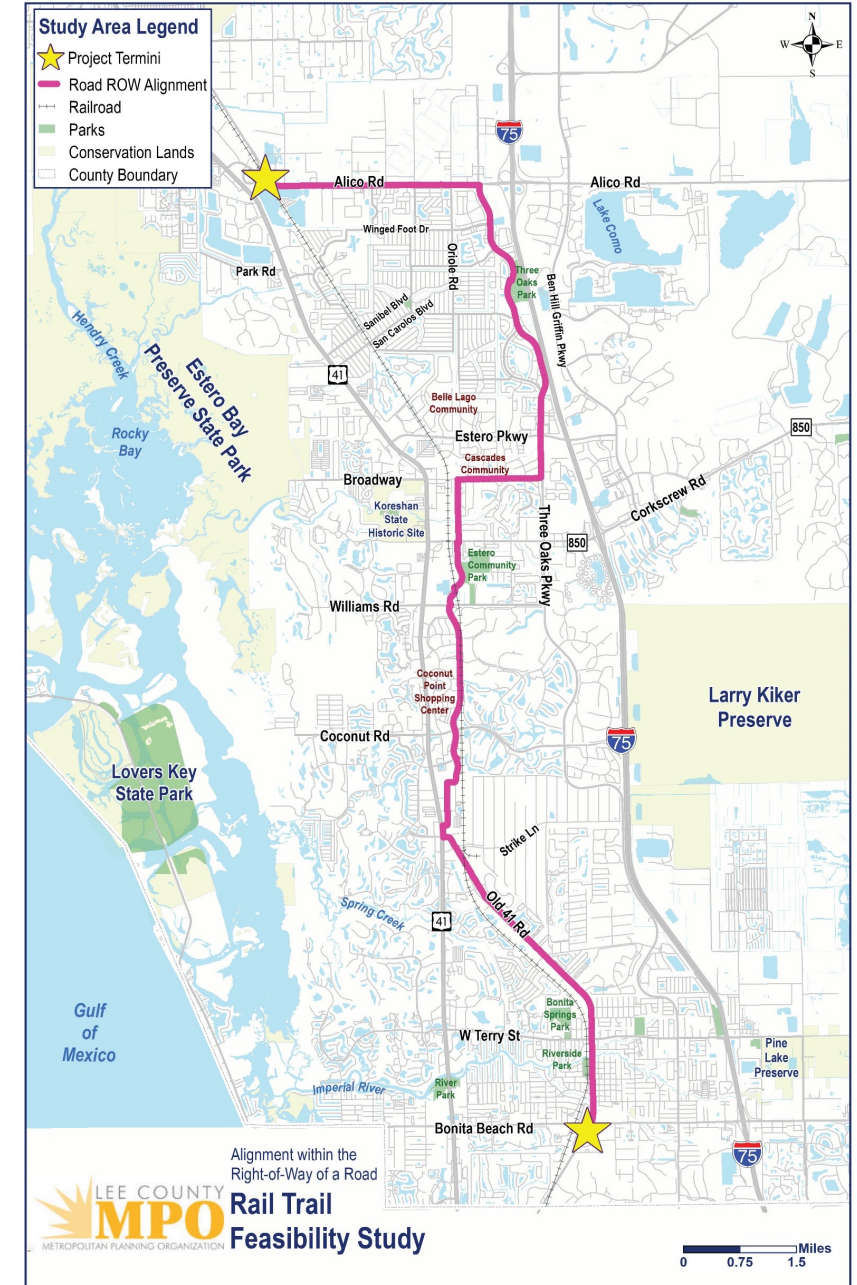 Study Area Legend
Project Termini
Road ROW Alignment
Railroad
Parks
Conservation Lands
County Boundary
N
W
E
S
75
Alico Rd
Alico Rd
Lake Como
Winged Foot Dr
Oriole Rd
Park Rd
Three
Oaks
Park
Ben Hill Griffin Pkwy
Sanibel Blvd
San Carolos Blvd
Hendry Creek
Estero Bay
Preserve State Park
41
Belle Lago
Community
Rocky
Bay
Estero Pkwy
850
Cascades
Community
Broadway
Corkscrew Rd
Koreshan
State
Historic Site
Three Oaks Pkwy
850
Estero
Community
Park
Williams Rd
Coconut
Point
Shopping
Center
Larry Kiker
Preserve
Coconut Rd
75
Lovers Key
State Park
Strike Ln
Old 41 Rd
Spring Creek
41
Gulf
of
Mexico
Bonita
Springs
Park
W Terry St
Riverside
Park
Pine
Lake
Preserve
Imperial River
River
Park
Bonita Beach Rd
75
Alignment within the
Right-of-Way of a Road
Rail Trail
Feasibility Study
LEE COUNTY
MPO
METROPOLITAN PLANNING ORGANIZATION
Miles
0 0.75 1.5